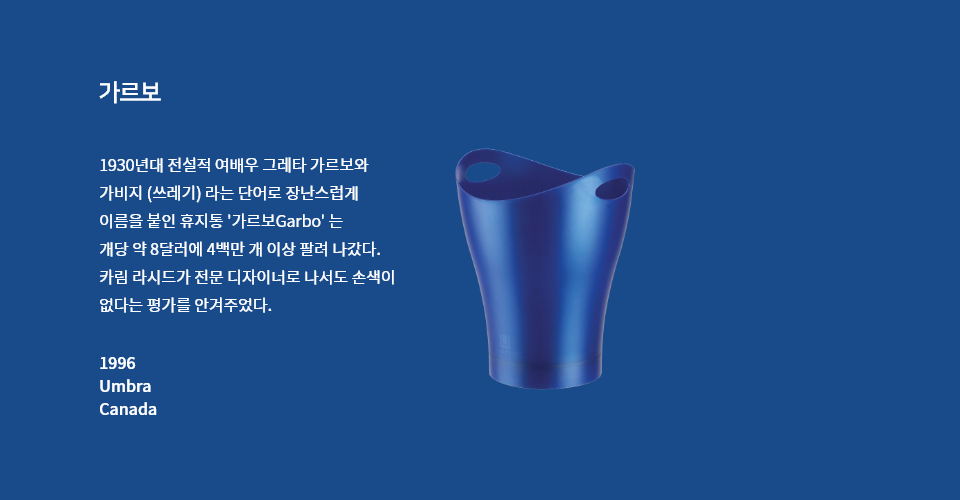 가르보
1930년대 전설적 여배우 그레타 가르보와
가비지 (쓰레기) 라는 단어로 장난스럽게
이름을 붙인 휴지통 '가르보Garbo' 는
개당 약 8달러에 4백만 개 이상 팔려 나갔다.
카림 라시드가 전문 디자이너로 나서도 손색이
없다는 평가를 안겨주었다.
1996
Umbra
Canada